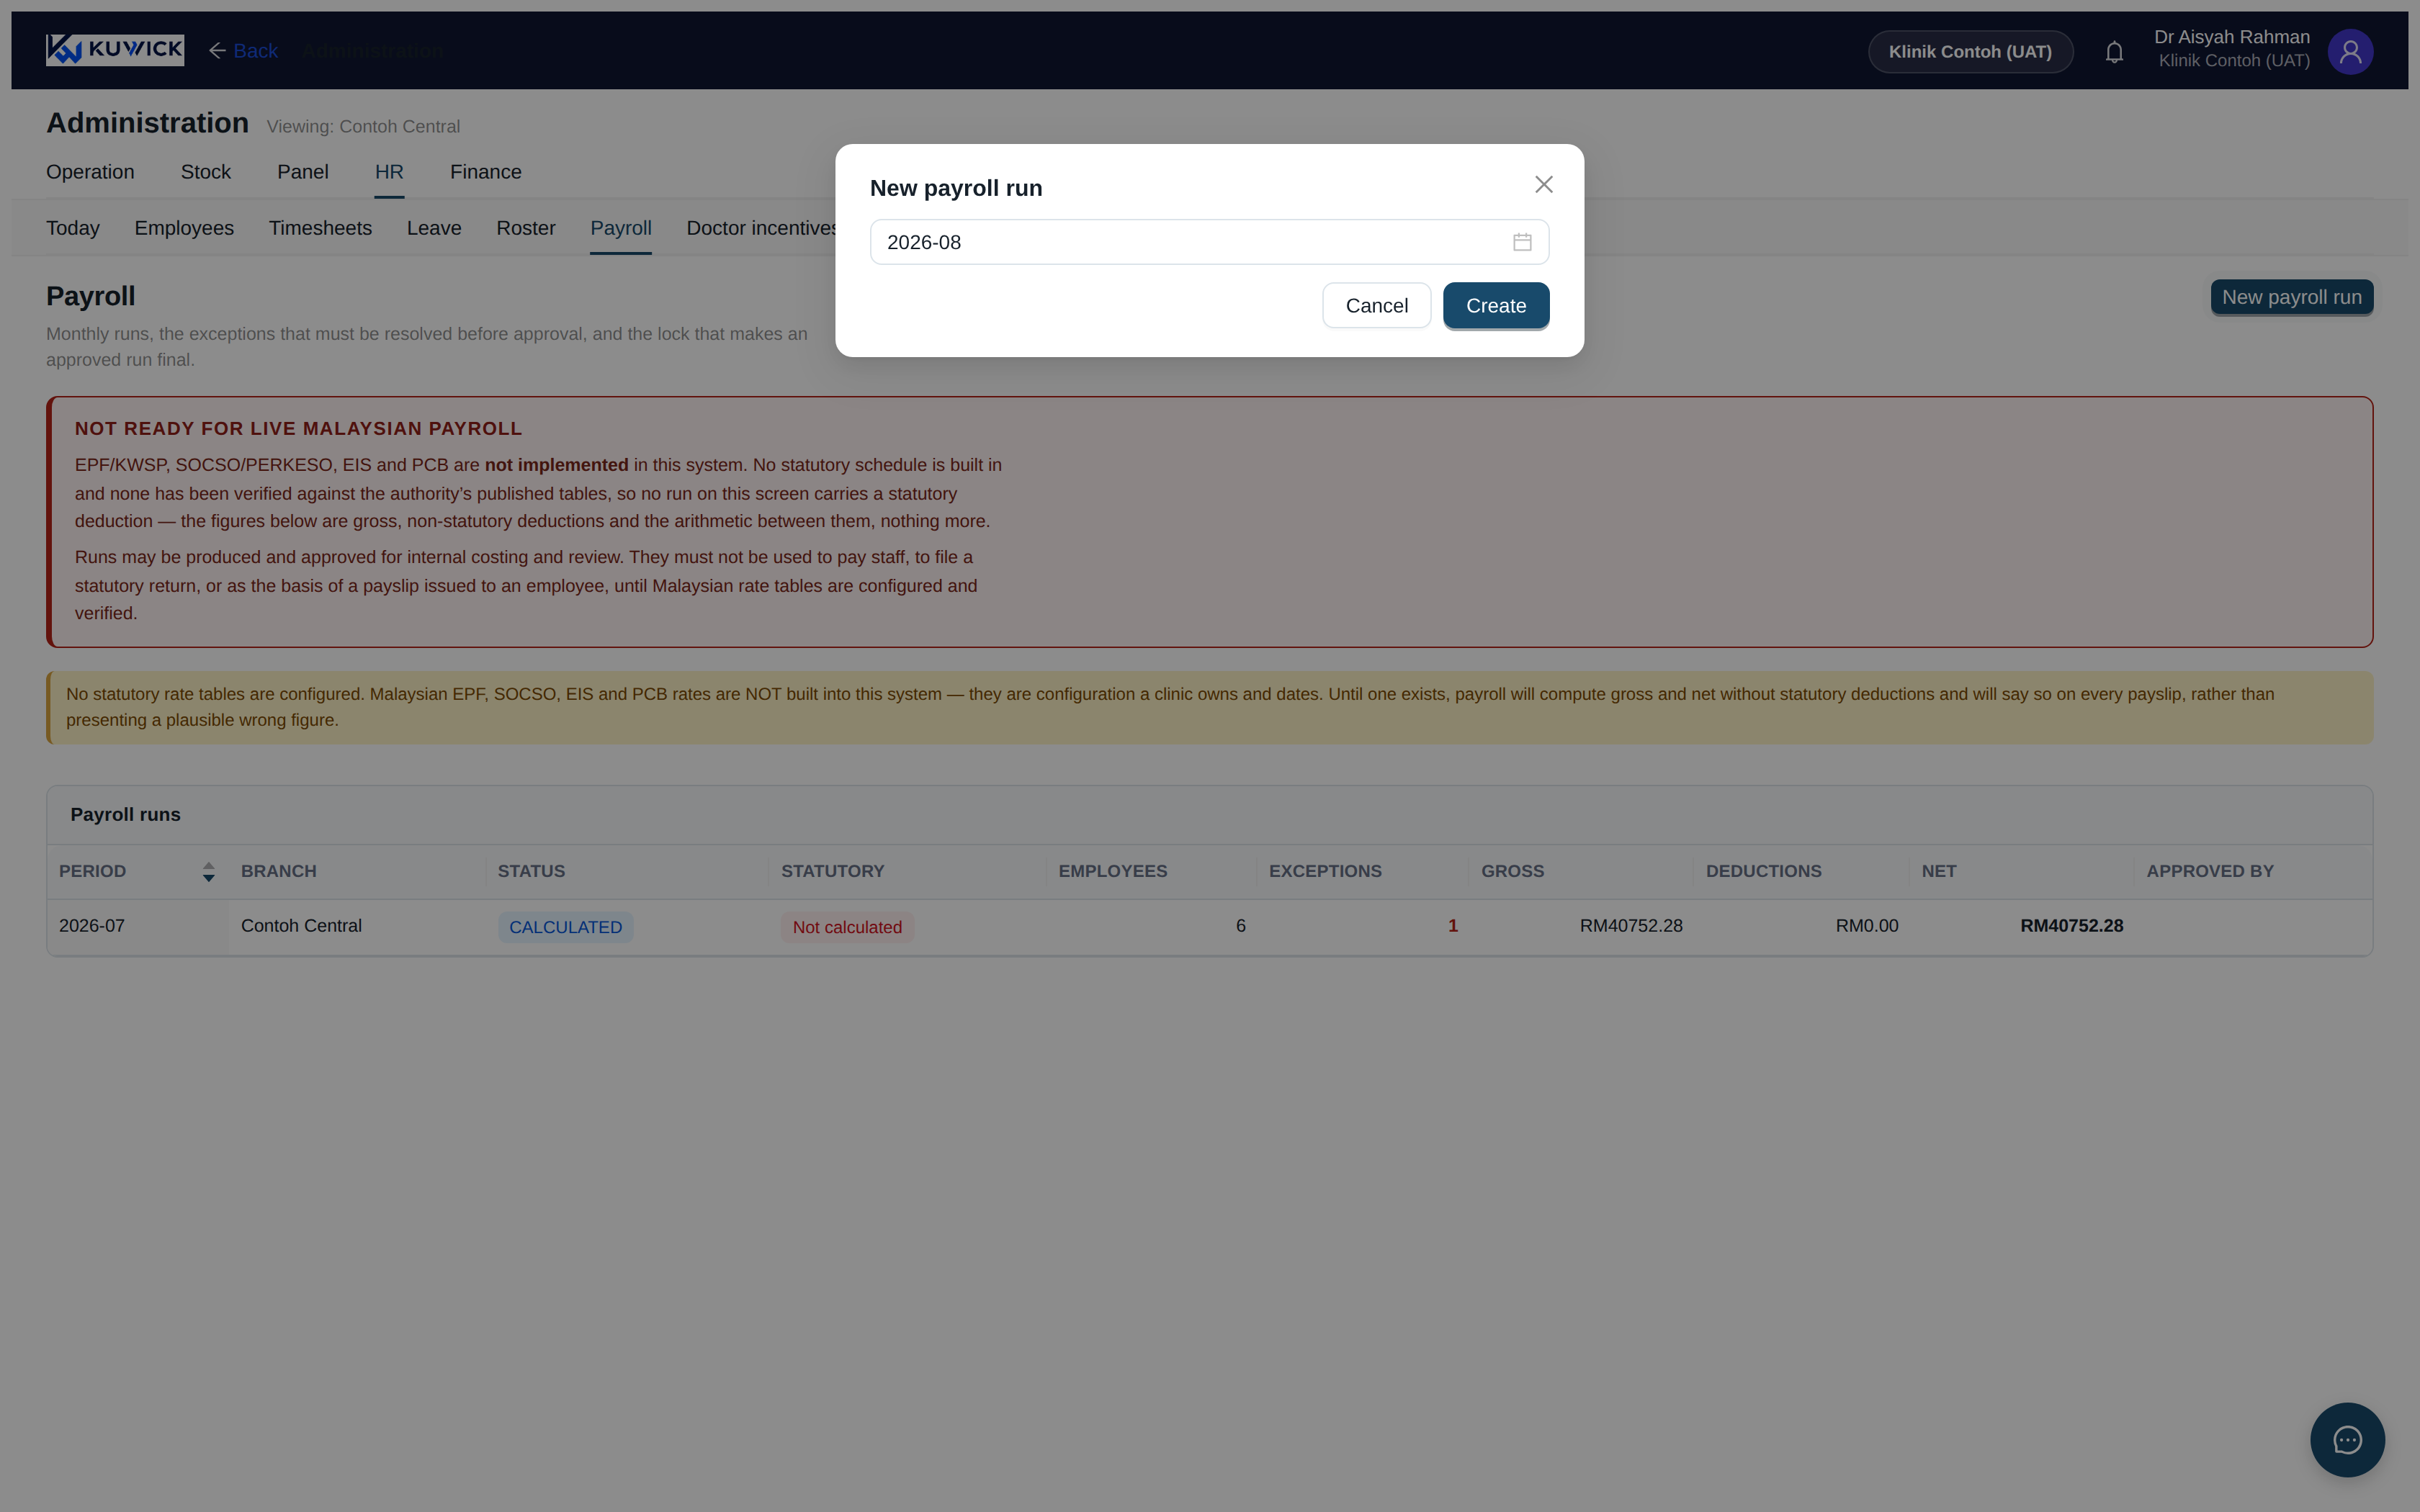 KUWICK
Back
Administration
Klinik Contoh (UAT)
Dr Aisyah Rahman
Klinik Contoh (UAT)
Administration Viewing: Contoh Central
Operation Stock Panel HR Finance
Today Employees Timesheets Leave Roster Payroll Doctor incentives
New payroll run
2026-08
Cancel Create
Payroll
New payroll run
Monthly runs, the exceptions that must be resolved before approval, and the lock that makes an
approved run final.
NOT READY FOR LIVE MALAYSIAN PAYROLL
EPF/KWSP, SOCSO/PERKESO, EIS and PCB are not implemented in this system. No statutory schedule is built in
and none has been verified against the authority’s published tables, so no run on this screen carries a statutory
deduction — the figures below are gross, non-statutory deductions and the arithmetic between them, nothing more.
Runs may be produced and approved for internal costing and review. They must not be used to pay staff, to file a
statutory return, or as the basis of a payslip issued to an employee, until Malaysian rate tables are configured and
verified.
No statutory rate tables are configured. Malaysian EPF, SOCSO, EIS and PCB rates are NOT built into this system — they are configuration a clinic owns and dates. Until one exists, payroll will compute gross and net without statutory deductions and will say so on every payslip, rather than
presenting a plausible wrong figure.
Payroll runs
PERIOD BRANCH STATUS STATUTORY EMPLOYEES EXCEPTIONS GROSS DEDUCTIONS NET APPROVED BY
2026-07 Contoh Central CALCULATED Not calculated 6 1 RM40752.28 RM0.00 RM40752.28